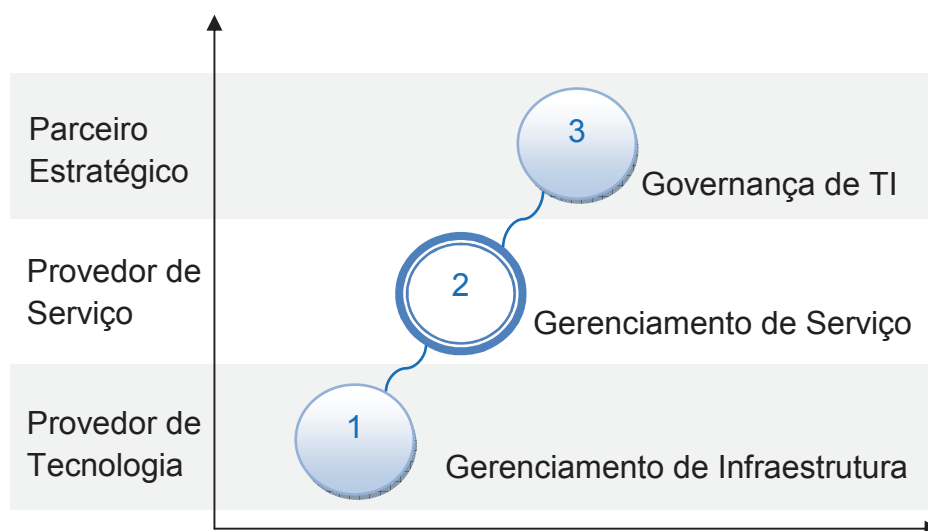 3
Parceiro
Estratégico
Governança de TI
2
Provedor de
Serviço
Gerenciamento de Serviço
1
Provedor de
Tecnologia
Gerenciamento de Infraestrutura